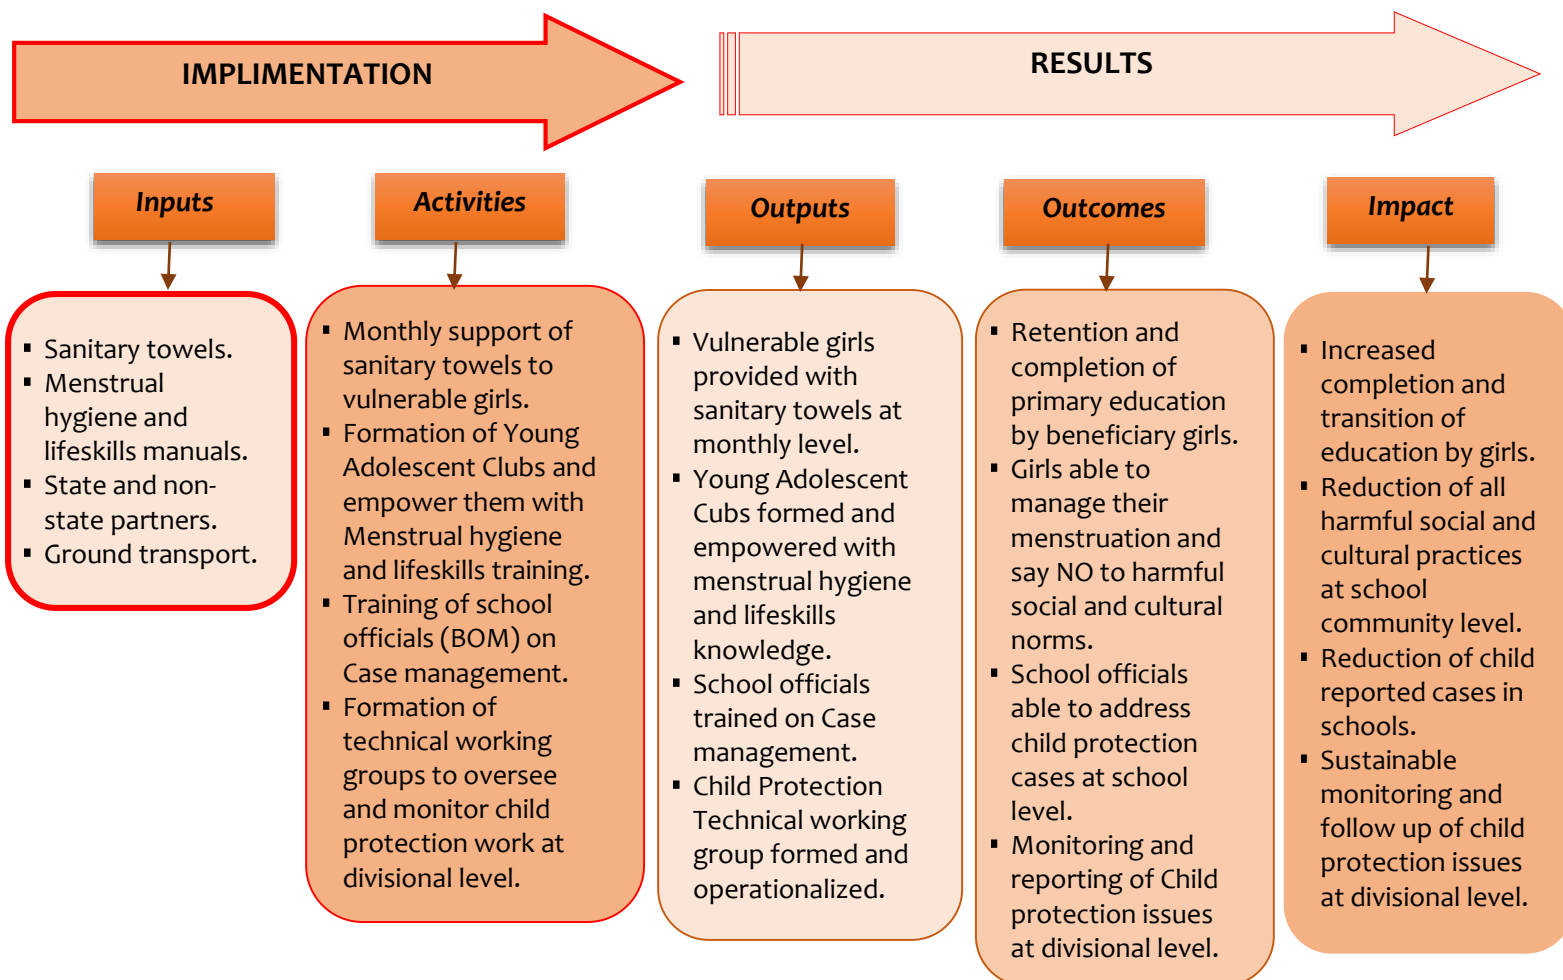 IMPLIMENTATION
RESULTS
Inputs
▪ Sanitary towels.
▪ Menstrual
hygiene and
lifeskills manuals.
▪ State and non-
state partners.
▪ Ground transport.
Activities
▪ Monthly support of
sanitary towels to
vulnerable girls.
▪ Formation of Young
Adolescent Clubs and
empower them with
Menstrual hygiene
and lifeskills training.
▪ Training of school
officials (BOM) on
Case management.
▪ Formation of
technical working
groups to oversee
and monitor child
protection work at
divisional level.
Outputs
▪ Vulnerable girls
provided with
sanitary towels at
monthly level.
▪ Young Adolescent
Cubs formed and
empowered with
menstrual hygiene
and lifeskills
knowledge.
▪ School officials
trained on Case
management.
▪ Child Protection
Technical working
group formed and
operationalized.
Outcomes
▪ Retention and
completion of
primary education
by beneficiary girls.
▪ Girls able to
manage their
menstruation and
say NO to harmful
social and cultural
norms.
▪ School officials
able to address
child protection
cases at school
level.
▪ Monitoring and
reporting of Child
protection issues
at divisional level.
Impact
▪ Increased
completion and
transition of
education by girls.
▪ Reduction of all
harmful social and
cultural practices
at school
community level.
▪ Reduction of child
reported cases in
schools.
▪ Sustainable
monitoring and
follow up of child
protection issues
at divisional level.